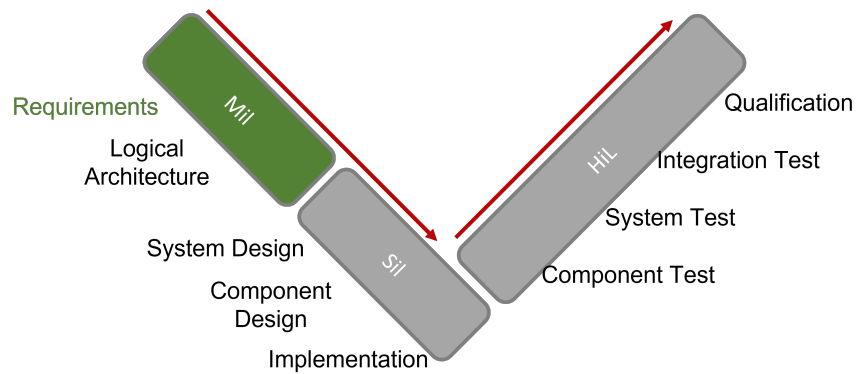 Requirements
Logical
Architecture
System Design
Component
Design
Implementation
Mil
Sil
HiL
Qualification
Integration Test
System Test
Component Test